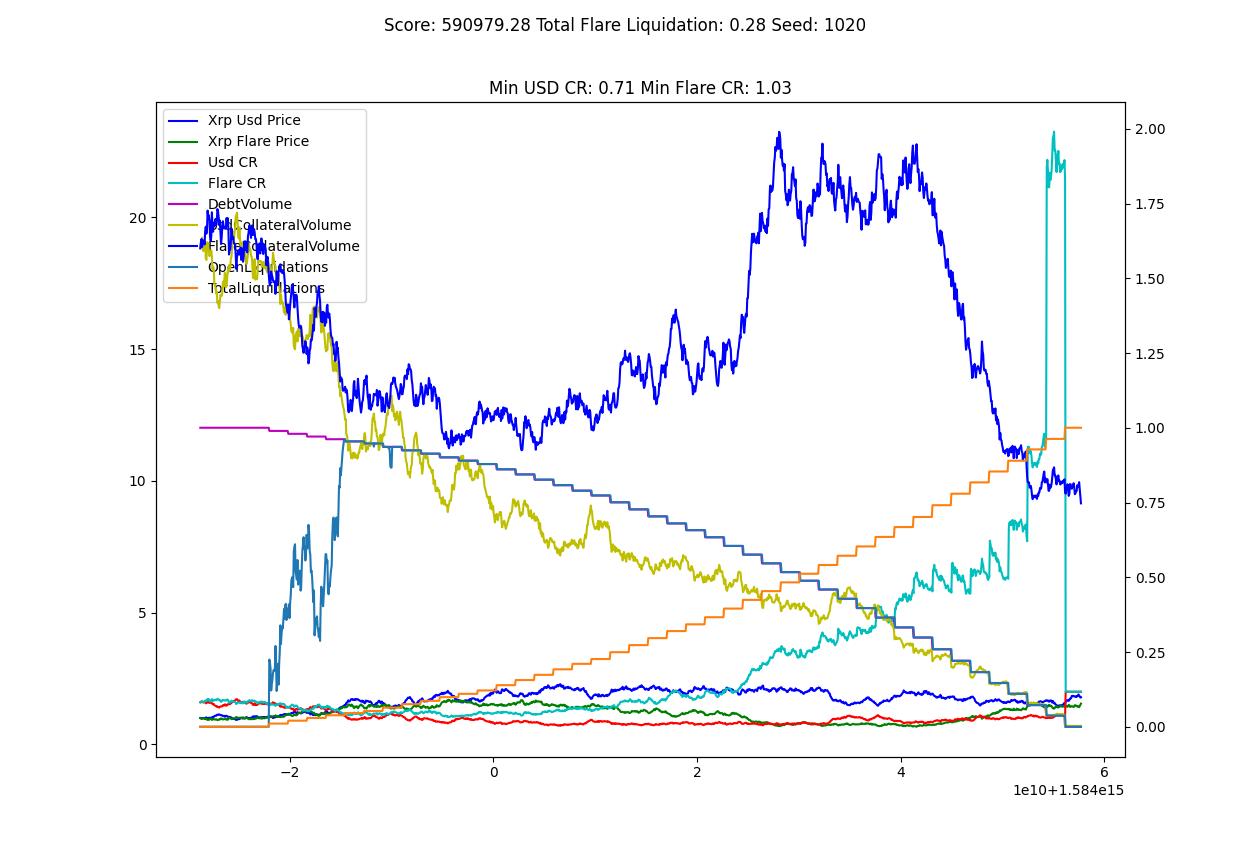 Score: 590979.28 Total Flare Liquidation: 0.28 Seed: 1020
Min USD CR: 0.71 Min Flare CR: 1.03
Xrp Usd Price
Xrp Flare Price
Usd CR
Flare CR
DebtVolume
UsdCollateralVolume
FlareCollateralVolume
OpenLiquidations
TotalLiquidations
20
15
10
5
0
2.00
1.75
1.50
1.25
1.00
0.75
0.50
0.25
0.00
−2
0
2
4
6
1e10+1.584e15